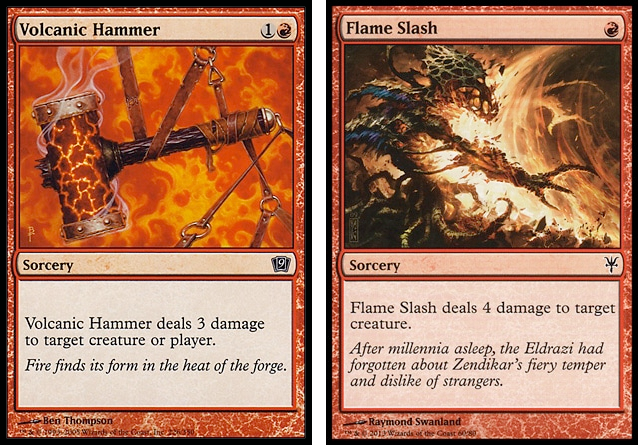 Volcanic Hammer 1
Sorcery 9
Volcanic Hammer deals 3 damage
to target creature or player.
Fire finds its form in the heat of the forge.
Ben Thompson
Flame Slash
Sorcery
Flame Slash deals 4 damage to target
creature.
After millennia asleep, the Eldrazi had
forgotten about Zendikar's fiery temper
and dislike of strangers.
Raymond Swanland